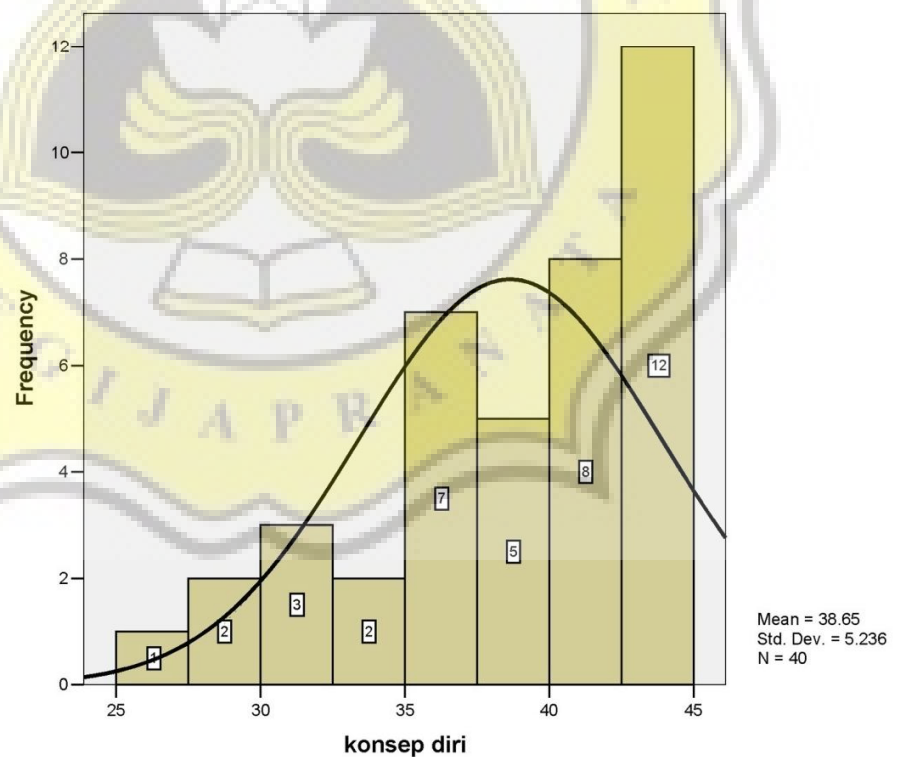 12
10
8
6
4
2
0
Frequency
1
2
3
2
7
5
8
12
25 30 35 40 45
konsep diri
Mean = 38.65
Std. Dev. = 5.236
N = 40
G I J A P R A N A T A